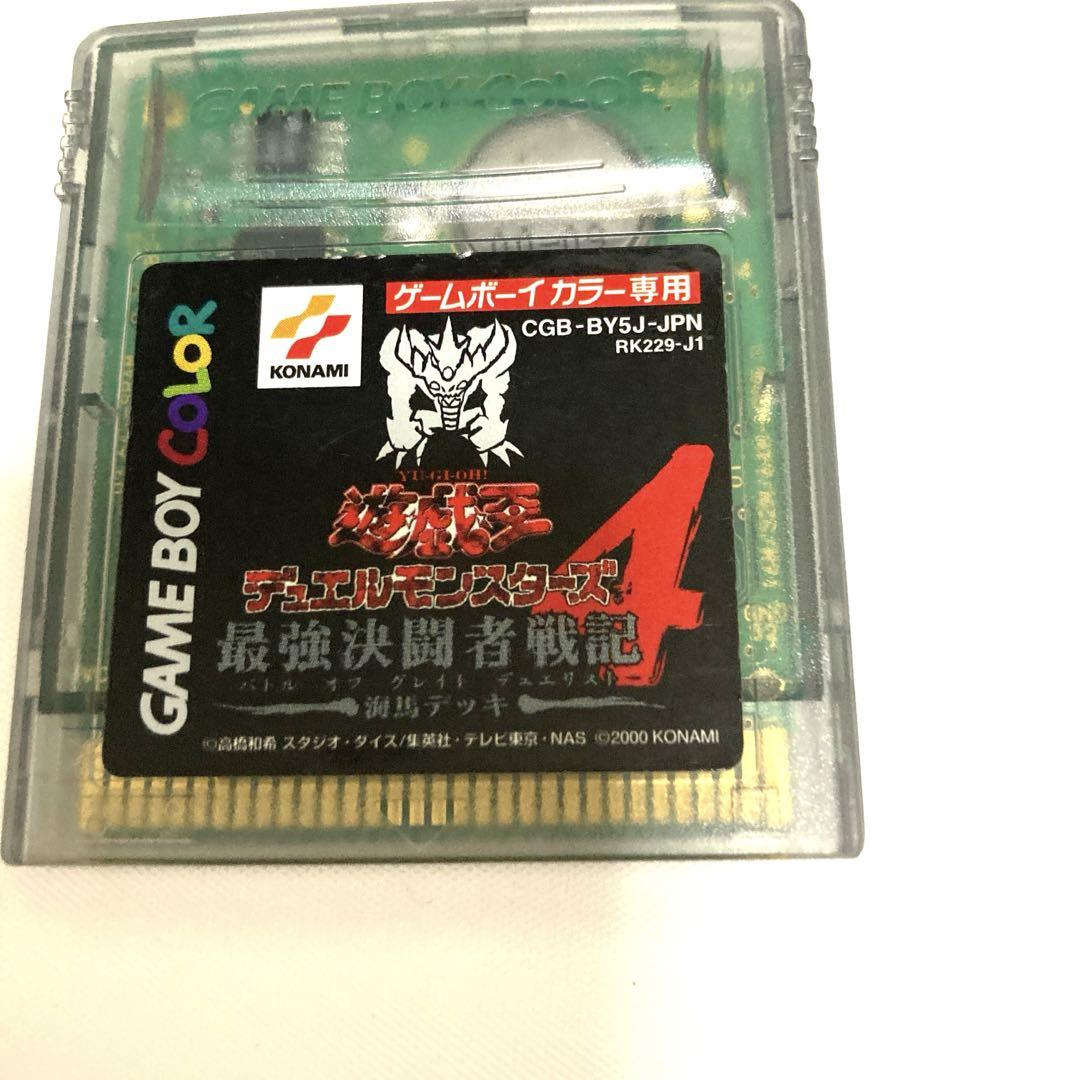 GAME BOY COLOR
GAME BOY COLOR
KONAMI
ゲームボーイカラー専用
CGB-BY5J-JPN
RK229-J1
YU-GI-OH!
遊戯王
デュエルモンスターズ
4
最強決闘者戦記
バトル オブ グレイト デュエリスト
海馬デッキ
©高橋和希 スタジオ・ダイス/集英社・テレビ東京・NAS ©2000 KONAMI